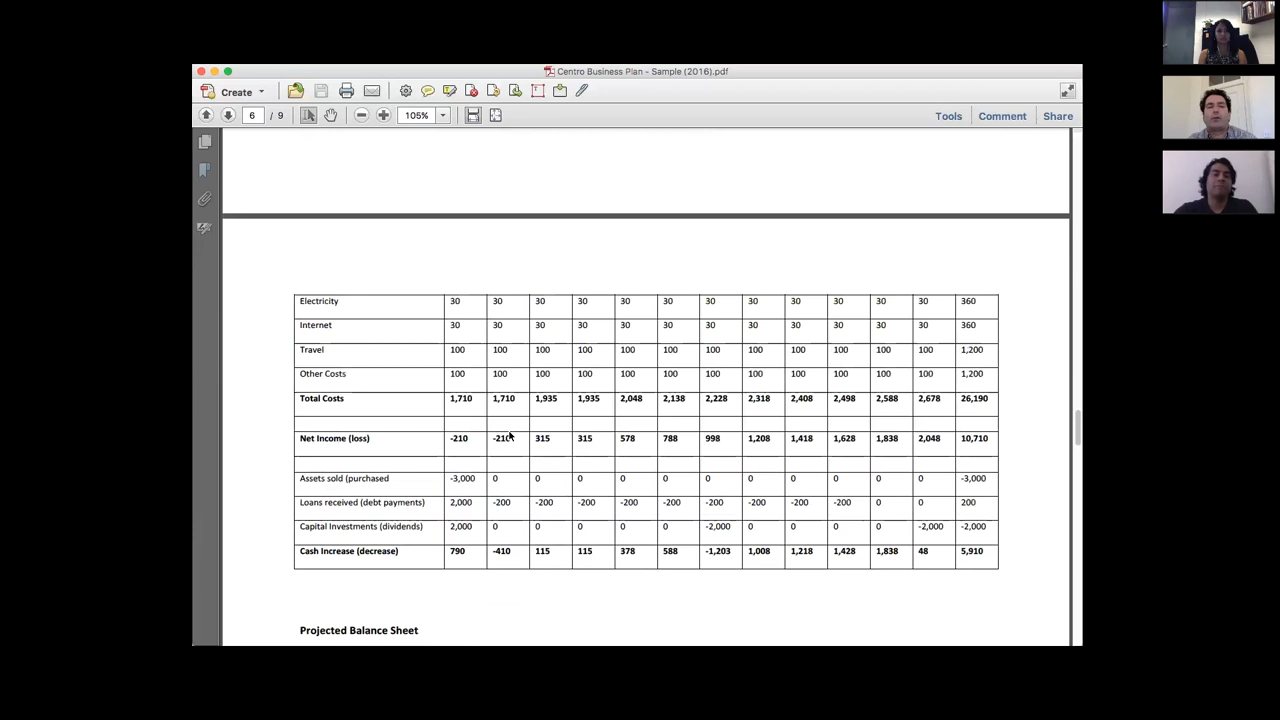 Centro Business Plan - Sample (2016).pdf
Create
6 / 9 105% Tools Comment Share
Electricity 30 30 30 30 30 30 30 30 30 30 30 30 360
Internet 30 30 30 30 30 30 30 30 30 30 30 30 360
Travel 100 100 100 100 100 100 100 100 100 100 100 100 1,200
Other Costs 100 100 100 100 100 100 100 100 100 100 100 100 1,200
Total Costs 1,710 1,710 1,935 1,935 2,048 2,138 2,228 2,318 2,408 2,498 2,588 2,678 26,190
Net Income (loss) -210 -210 315 315 578 788 998 1,208 1,418 1,628 1,838 2,048 10,710
Assets sold (purchased -3,000 0 0 0 0 0 0 0 0 0 0 0 -3,000
Loans received (debt payments) 2,000 -200 -200 -200 -200 -200 -200 -200 -200 -200 0 0 200
Capital Investments (dividends) 2,000 0 0 0 0 0 -2,000 0 0 0 0 -2,000 -2,000
Cash Increase (decrease) 790 -410 115 115 378 588 -1,203 1,008 1,218 1,428 1,838 48 5,910
Projected Balance Sheet